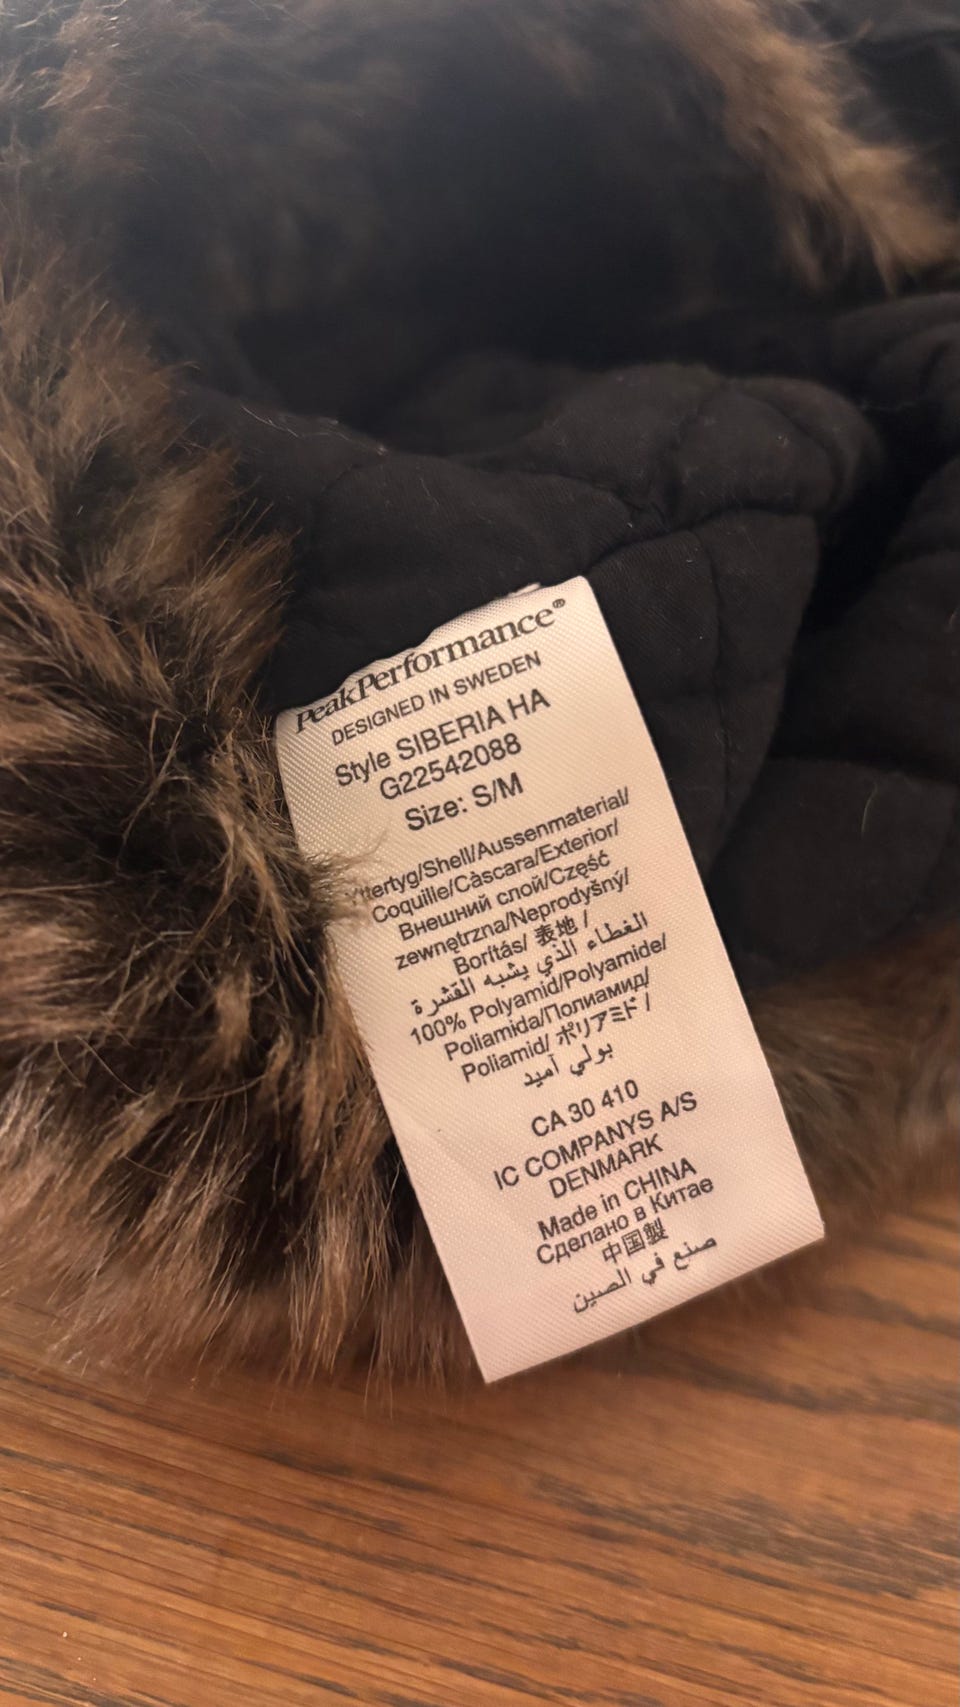 PeakPerformance®
DESIGNED IN SWEDEN
Style SIBERIA HA
G22542088
Size: S/M
/Shell/Aussenmaterial/
Coquille/Càscara/Exterior/
Внешний слой/Część
zewnętrzna/Neprodyšný/
Borítás/ 表地 /
الغطاء الذي يشبه القشرة
100% Polyamid/Polyamide/
Poliamida/Полиамид/
Poliamid/ ポリアミド /
بولي آميد
CA 30 410
IC COMPANYS A/S
DENMARK
Made in CHINA
Сделано в Китае
中国製
صنع في الصين